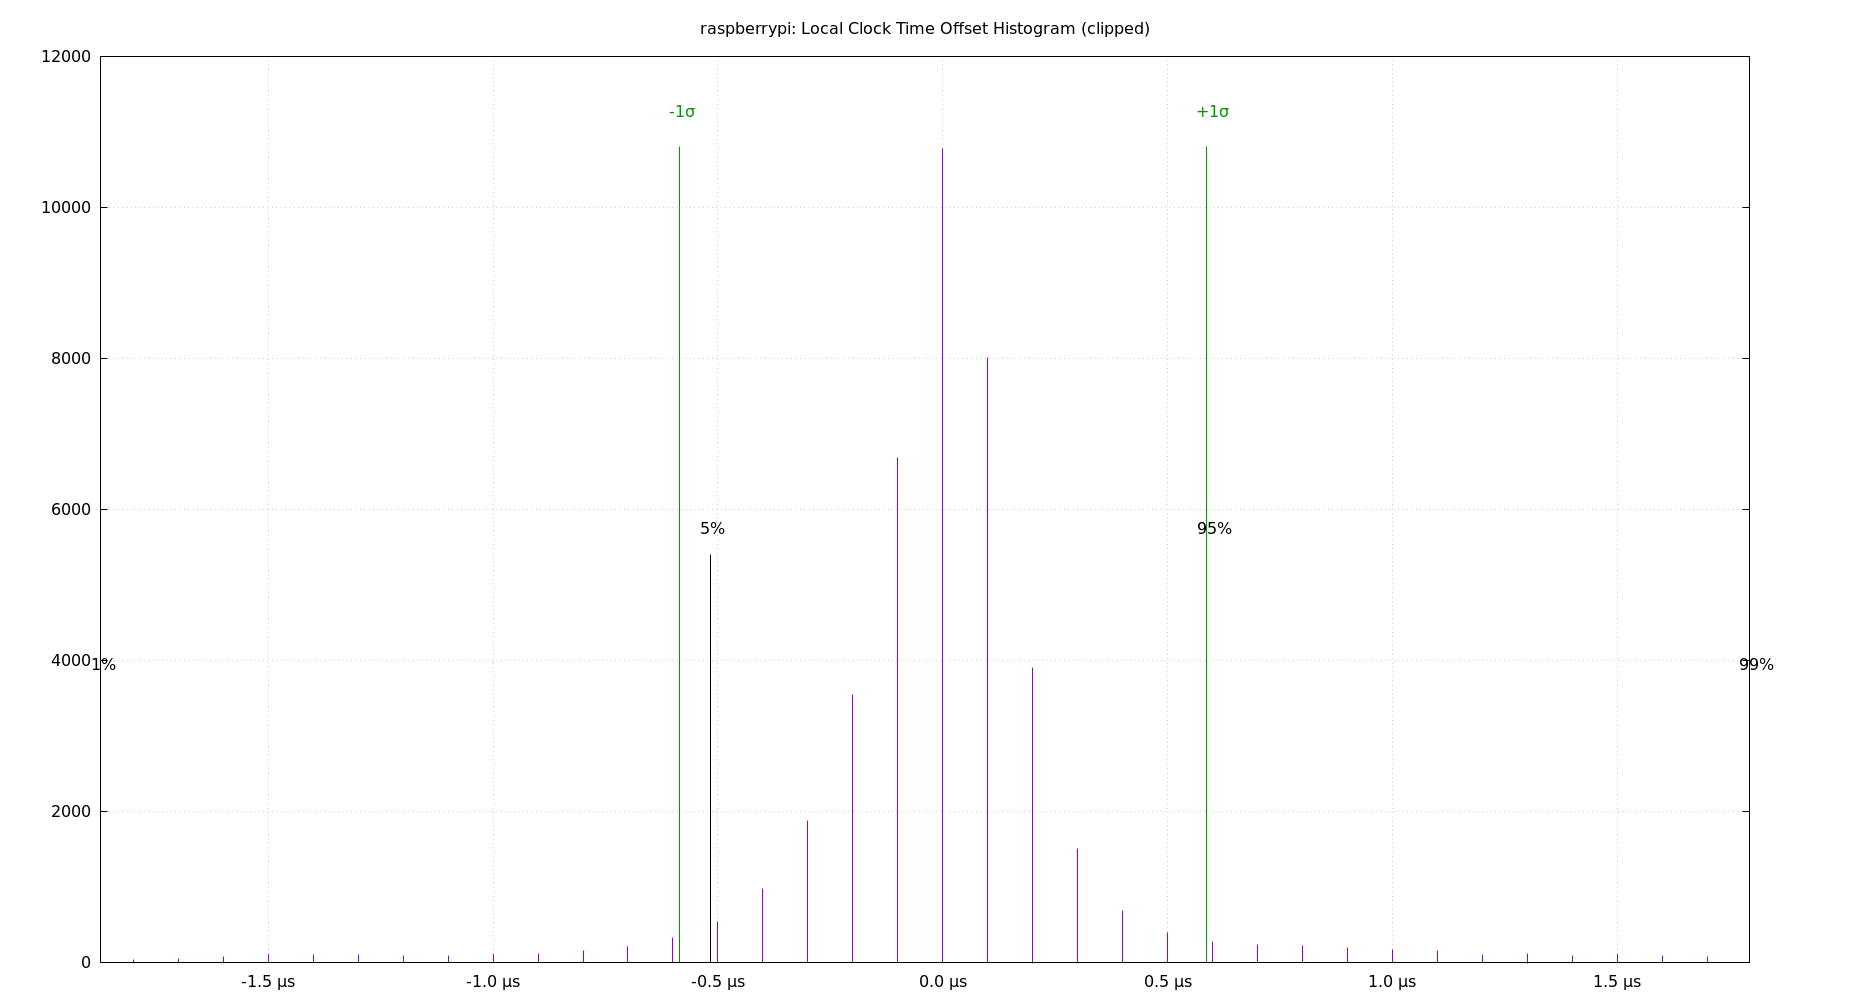 raspberrypi: Local Clock Time Offset Histogram (clipped)
12000
-1σ
+1σ
10000
8000
6000
5%
95%
4000
1%
99%
2000
0
-1.5 µs
-1.0 µs
-0.5 µs
0.0 µs
0.5 µs
1.0 µs
1.5 µs